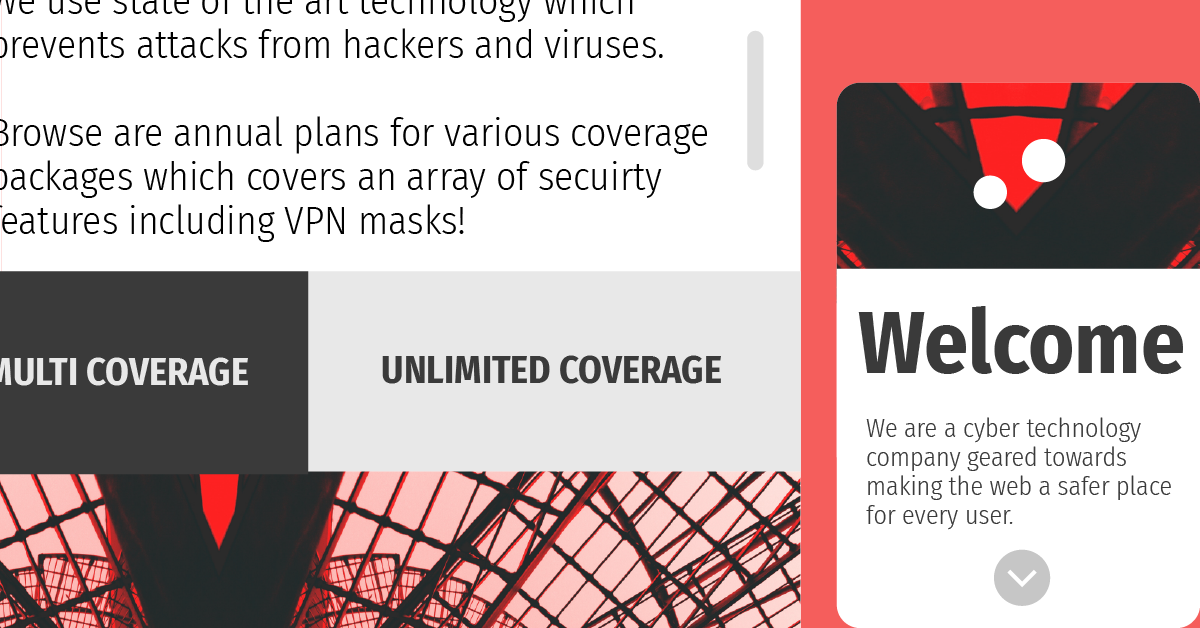 We use state of the art technology which
prevents attacks from hackers and viruses.
Browse are annual plans for various coverage
packages which covers an array of secuirty
features including VPN masks!
MULTI COVERAGE
UNLIMITED COVERAGE
Welcome
We are a cyber technology
company geared towards
making the web a safer place
for every user.